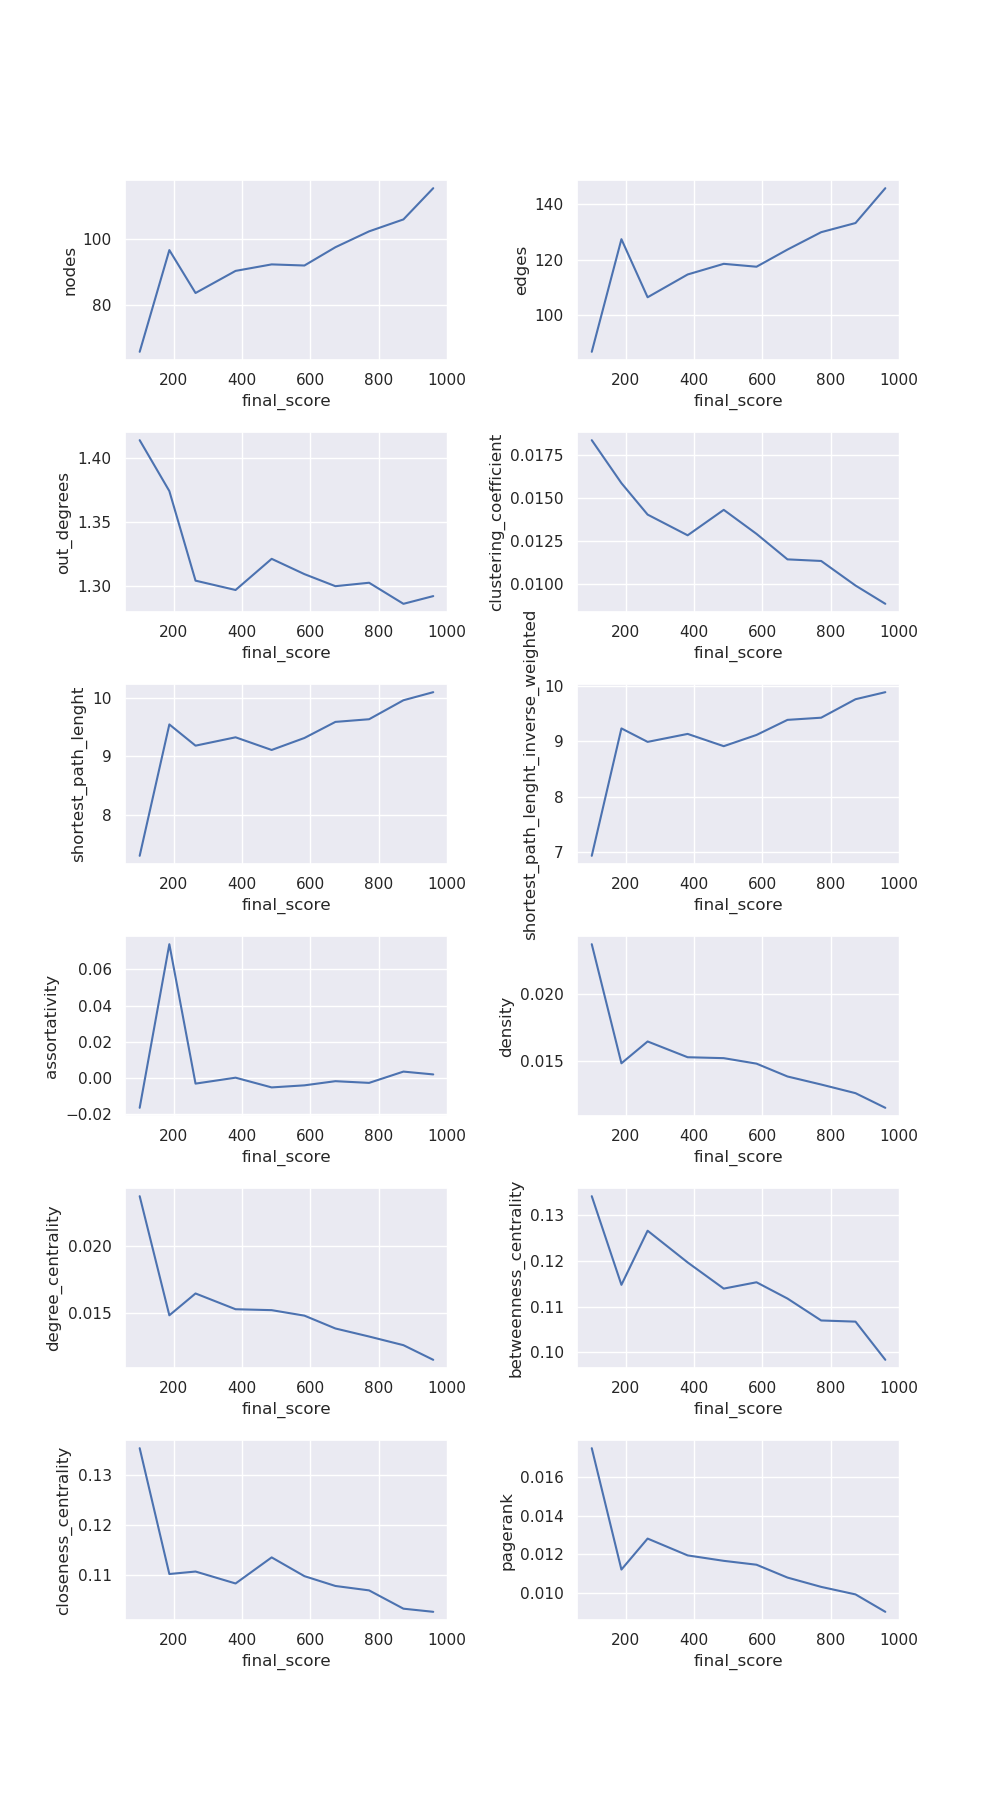 nodes
100
80
200 400 600 800 1000
final_score
edges
140
120
100
200 400 600 800 1000
final_score
out_degrees
1.40
1.35
1.30
200 400 600 800 1000
final_score
clustering_coefficient
0.0175
0.0150
0.0125
0.0100
200 400 600 800 1000
final_score
shortest_path_lenght
10
9
8
200 400 600 800 1000
final_score
shortest_path_lenght_inverse_weighted
10
9
8
7
200 400 600 800 1000
final_score
assortativity
0.06
0.04
0.02
0.00
−0.02
200 400 600 800 1000
final_score
density
0.020
0.015
200 400 600 800 1000
final_score
degree_centrality
0.020
0.015
200 400 600 800 1000
final_score
betweenness_centrality
0.13
0.12
0.11
0.10
200 400 600 800 1000
final_score
closeness_centrality
0.13
0.12
0.11
200 400 600 800 1000
final_score
pagerank
0.016
0.014
0.012
0.010
200 400 600 800 1000
final_score